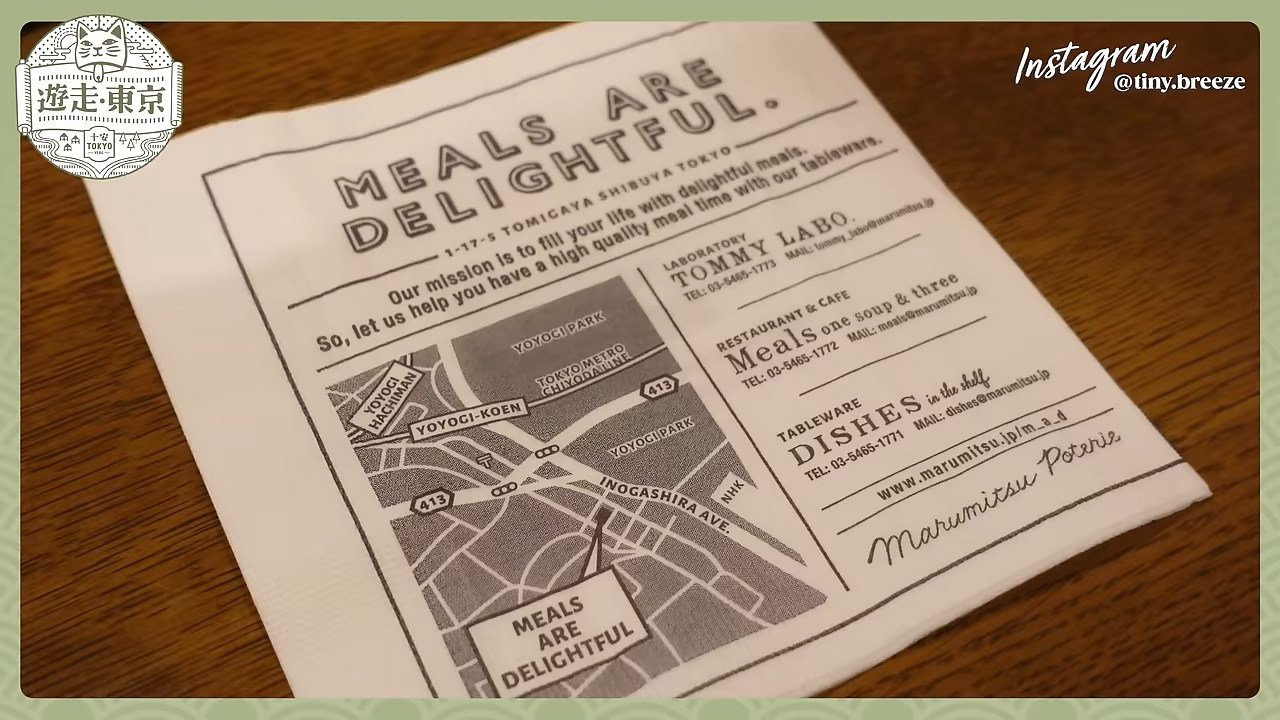 遊走·東京
十安
TOKYO
Instagram
@tiny.breeze
MEALS ARE
DELIGHTFUL.
1-17-5 TOMIGAYA SHIBUYA TOKYO
Our mission is to fill your life with delightful meals.
So, let us help you have a high quality meal time with our tableware.
YOYOGI PARK
TOKYO METRO
CHIYODA LINE
YOYOGI
HACHIMAN
YOYOGI-KOEN
413
YOYOGI PARK
413
INOGASHIRA AVE.
NHK
MEALS
ARE
DELIGHTFUL
LABORATORY
TOMMY LABO.
TEL: 03-5465-1773 MAIL: tommy_labo@marumitsu.jp
RESTAURANT & CAFE
Meals one soup & three
TEL: 03-5465-1772 MAIL: meals@marumitsu.jp
TABLEWARE
DISHES in the shelf
TEL: 03-5465-1771 MAIL: dishes@marumitsu.jp
www.marumitsu.jp/m_a_d
Marumitsu Poterie